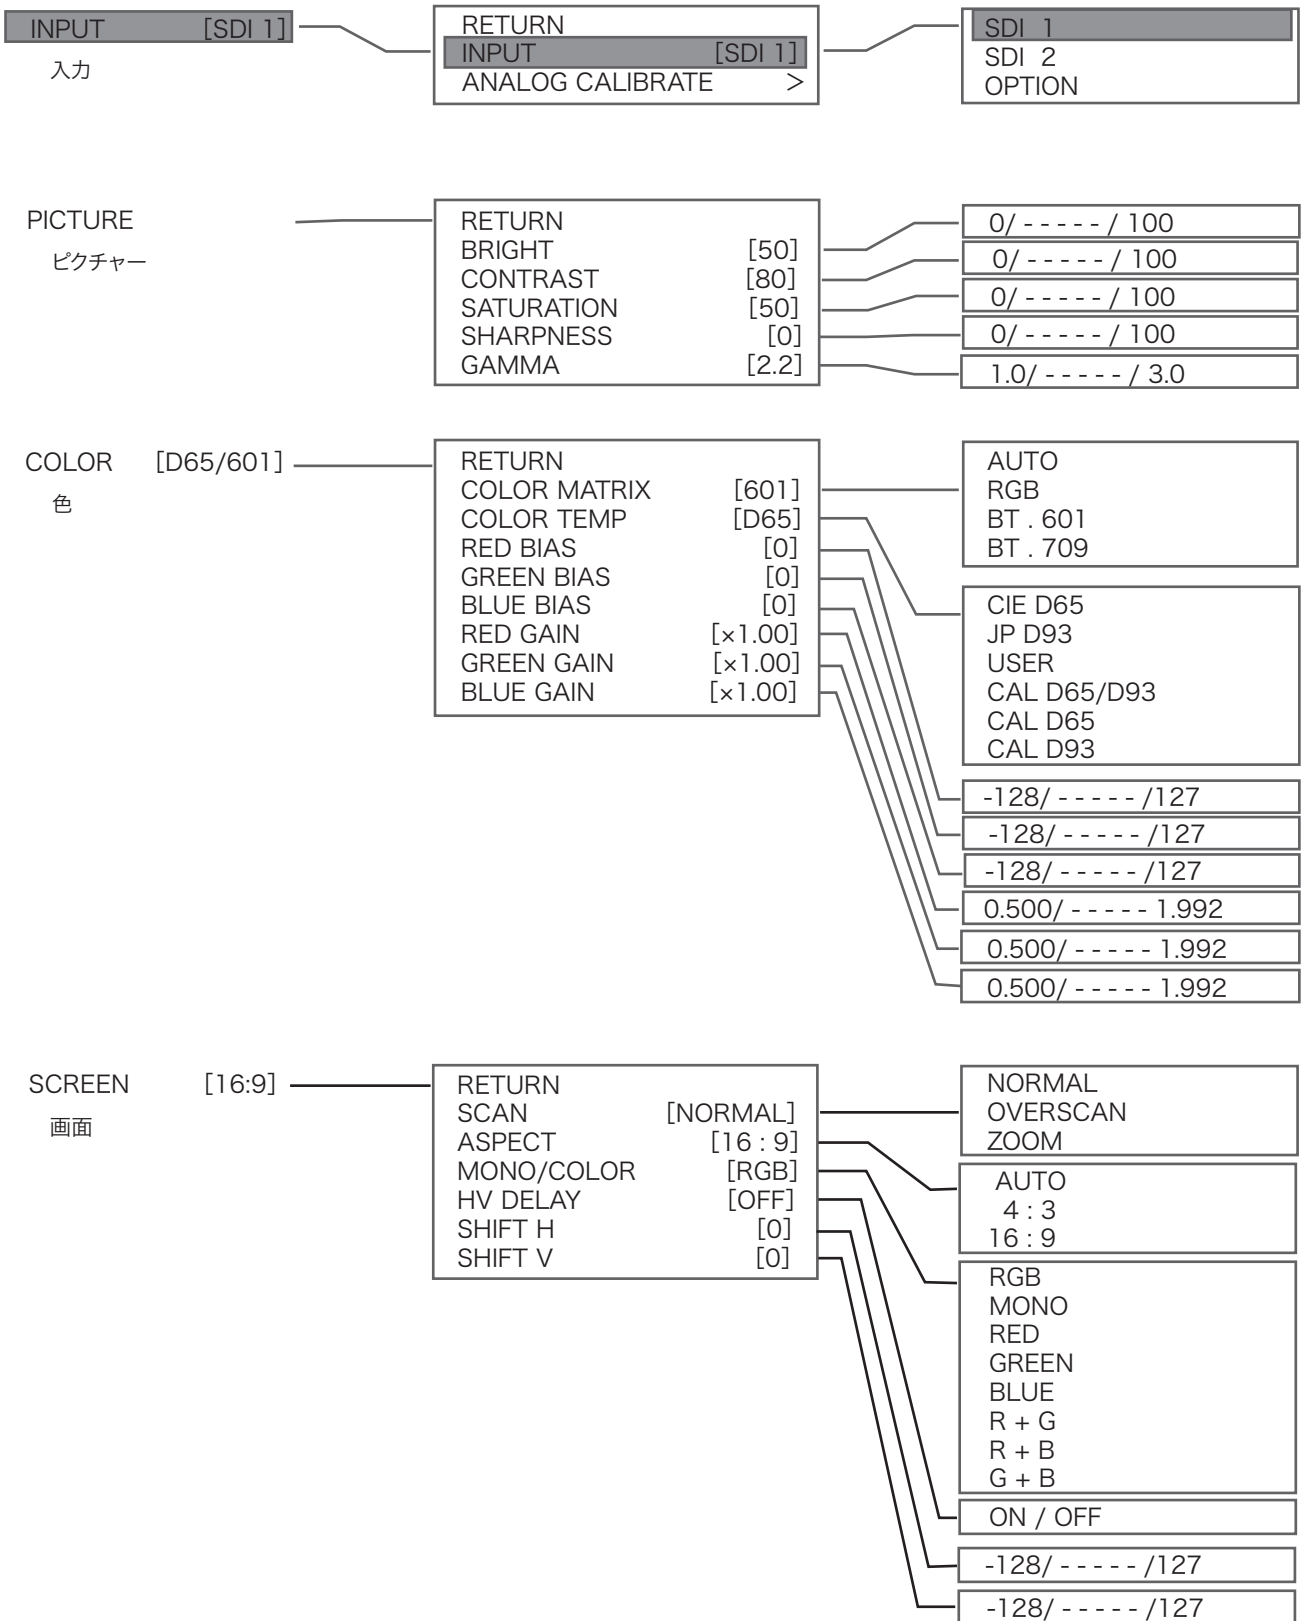 INPUT [SDI 1]
入力
RETURN
INPUT [SDI 1]
ANALOG CALIBRATE >
SDI 1
SDI 2
OPTION
PICTURE
ピクチャー
RETURN
BRIGHT [50]
CONTRAST [80]
SATURATION [50]
SHARPNESS [0]
GAMMA [2.2]
0/ - - - - - / 100
0/ - - - - - / 100
0/ - - - - - / 100
0/ - - - - - / 100
1.0/ - - - - - / 3.0
COLOR [D65/601]
色
RETURN
COLOR MATRIX [601]
COLOR TEMP [D65]
RED BIAS [0]
GREEN BIAS [0]
BLUE BIAS [0]
RED GAIN [×1.00]
GREEN GAIN [×1.00]
BLUE GAIN [×1.00]
AUTO
RGB
BT . 601
BT . 709
CIE D65
JP D93
USER
CAL D65/D93
CAL D65
CAL D93
-128/ - - - - - /127
-128/ - - - - - /127
-128/ - - - - - /127
0.500/ - - - - - 1.992
0.500/ - - - - - 1.992
0.500/ - - - - - 1.992
SCREEN [16:9]
画面
RETURN
SCAN [NORMAL]
ASPECT [16 : 9]
MONO/COLOR [RGB]
HV DELAY [OFF]
SHIFT H [0]
SHIFT V [0]
NORMAL
OVERSCAN
ZOOM
AUTO
4 : 3
16 : 9
RGB
MONO
RED
GREEN
BLUE
R + G
R + B
G + B
ON / OFF
-128/ - - - - - /127
-128/ - - - - - /127